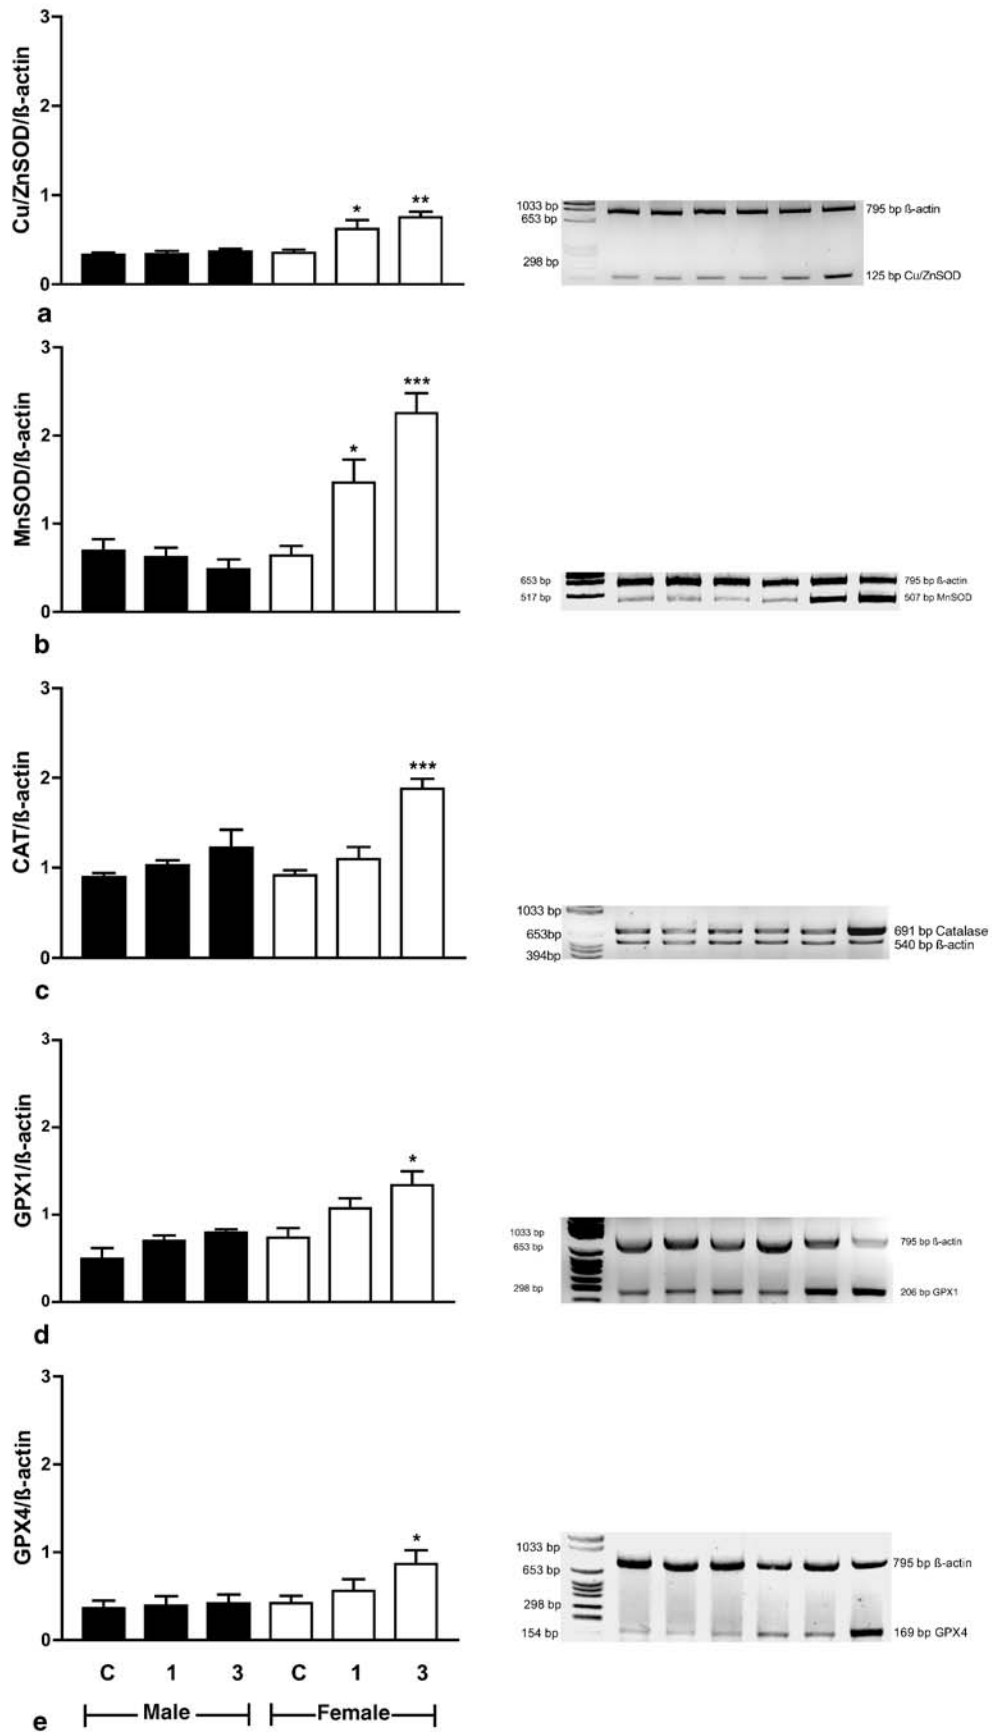 3
2
1
0
Cu/ZnSOD/ß-actin
*
**
1033 bp
653 bp
298 bp
795 bp ß-actin
125 bp Cu/ZnSOD
a
3
2
1
0
MnSOD/ß-actin
*
***
653 bp
517 bp
795 bp ß-actin
507 bp MnSOD
b
3
2
1
0
CAT/ß-actin
***
1033 bp
653bp
394bp
691 bp Catalase
540 bp ß-actin
c
3
2
1
0
GPX1/ß-actin
*
1033 bp
653 bp
298 bp
795 bp ß-actin
206 bp GPX1
d
3
2
1
0
GPX4/ß-actin
*
1033 bp
653 bp
298 bp
154 bp
795 bp ß-actin
169 bp GPX4
C 1 3 C 1 3
Male Female
e